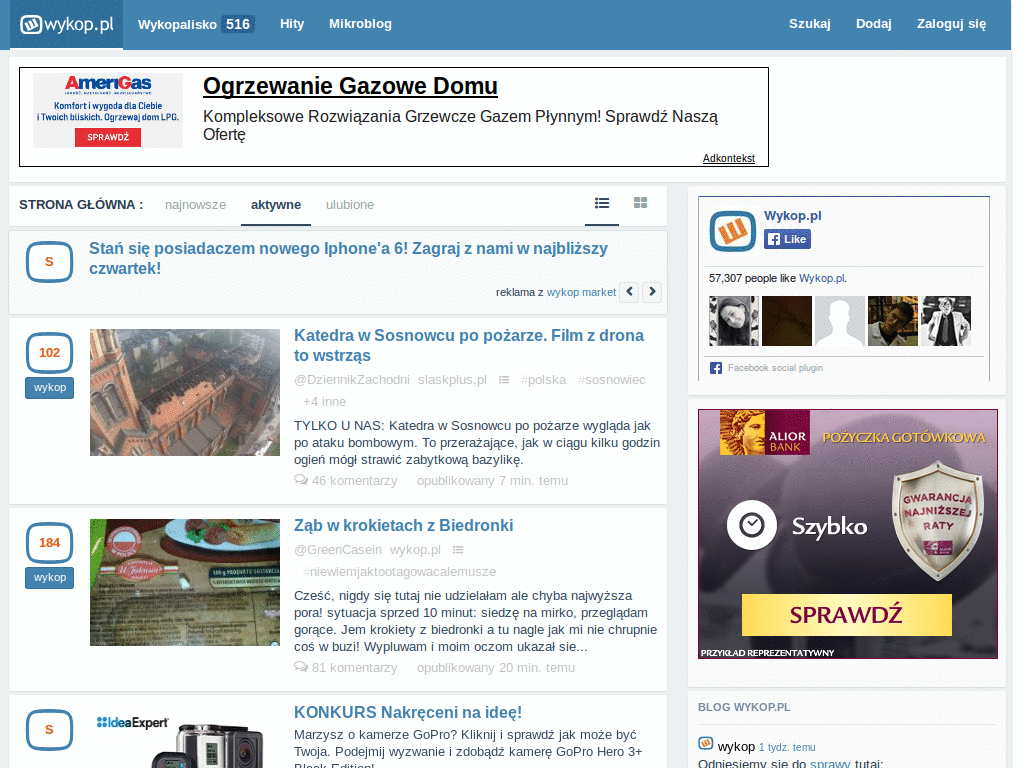 wykop.pl Wykopalisko 516 Hity Mikroblog Szukaj Dodaj Zaloguj się
AmeriGas
Komfort i wygoda dla Ciebie
i Twoich bliskich. Ogrzewaj dom LPG.
SPRAWDŹ
Ogrzewanie Gazowe Domu
Kompleksowe Rozwiązania Grzewcze Gazem Płynnym! Sprawdź Naszą
Ofertę
Adkontekst
STRONA GŁÓWNA : najnowsze aktywne ulubione
S
Stań się posiadaczem nowego Iphone'a 6! Zagraj z nami w najbliższy
czwartek!
reklama z wykop market
102
wykop
Katedra w Sosnowcu po pożarze. Film z drona
to wstrząs
@DziennikZachodni slaskplus.pl #polska #sosnowiec
+4 inne
TYLKO U NAS: Katedra w Sosnowcu po pożarze wygląda jak
po ataku bombowym. To przerażające, jak w ciągu kilku godzin
ogień mógł strawić zabytkową bazylikę.
46 komentarzy opublikowany 7 min. temu
184
wykop
Ząb w krokietach z Biedronki
@GreenCasein wykop.pl
#niewiemjaktootagowacalemusze
Cześć, nigdy się tutaj nie udzielałam ale chyba najwyższa
pora! sytuacja sprzed 10 minut: siedzę na mirko, przeglądam
gorące. Jem krokiety z biedronki a tu nagle jak mi nie chrupnie
coś w buzi! Wypluwam i moim oczom ukazał sie...
81 komentarzy opublikowany 20 min. temu
S
IdeaExpert
KONKURS Nakręceni na ideę!
Marzysz o kamerze GoPro? Kliknij i sprawdź jak może być
Twoja. Podejmij wyzwanie i zdobądź kamerę GoPro Hero 3+
Black Edition!
Wykop.pl
Like
57,307 people like Wykop.pl.
Facebook social plugin
ALIOR
BANK
POŻYCZKA GOTÓWKOWA
Szybko
GWARANCJA
NAJNIŻSZEJ
RATY
SPRAWDŹ
PRZYKŁAD REPREZENTATYWNY
BLOG WYKOP.PL
wykop 1 tydz. temu
Odniesiemy się do sprawy tutaj: